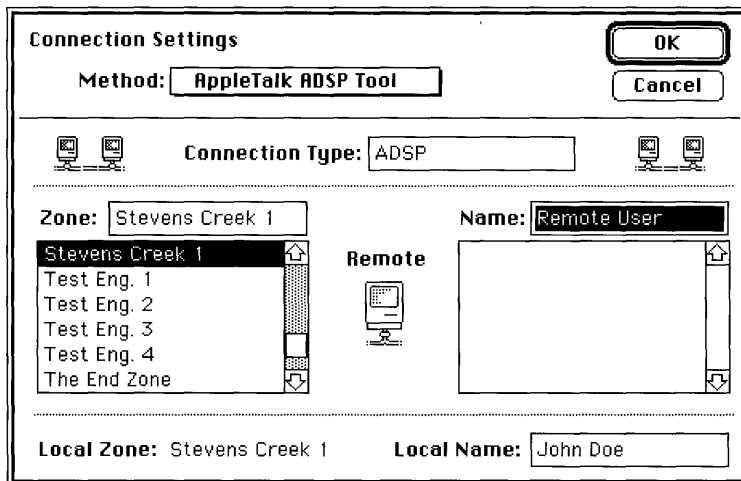 Connection Settings
OK
Method: AppleTalk ADSP Tool
Cancel
Connection Type: ADSP
Zone: Stevens Creek 1
Name: Remote User
Stevens Creek 1
Test Eng. 1
Test Eng. 2
Test Eng. 3
Test Eng. 4
The End Zone
Remote
Local Zone: Stevens Creek 1
Local Name: John Doe